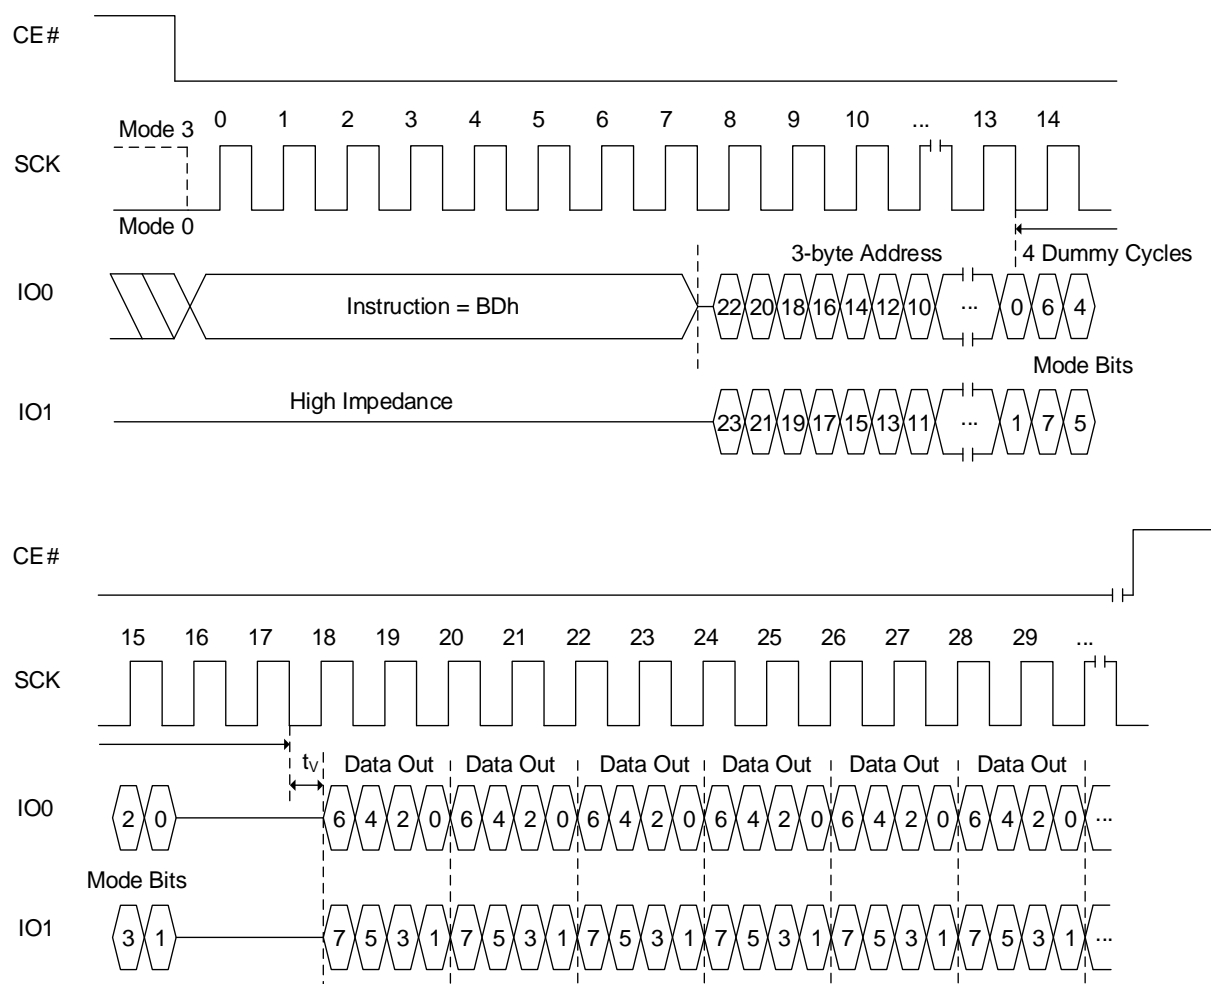 CE#
0 1 2 3 4 5 6 7 8 9 10 ... 13 14
Mode 3
SCK
Mode 0
3-byte Address 4 Dummy Cycles
IO0 Instruction = BDh 22 20 18 16 14 12 10 ... 0 6 4
Mode Bits
IO1 High Impedance 23 21 19 17 15 13 11 ... 1 7 5
CE#
15 16 17 18 19 20 21 22 23 24 25 26 27 28 29 ...
SCK
tV Data Out Data Out Data Out Data Out Data Out Data Out
IO0 2 0 6 4 2 0 6 4 2 0 6 4 2 0 6 4 2 0 6 4 2 0 6 4 2 0 ...
Mode Bits
IO1 3 1 7 5 3 1 7 5 3 1 7 5 3 1 7 5 3 1 7 5 3 1 7 5 3 1 ...